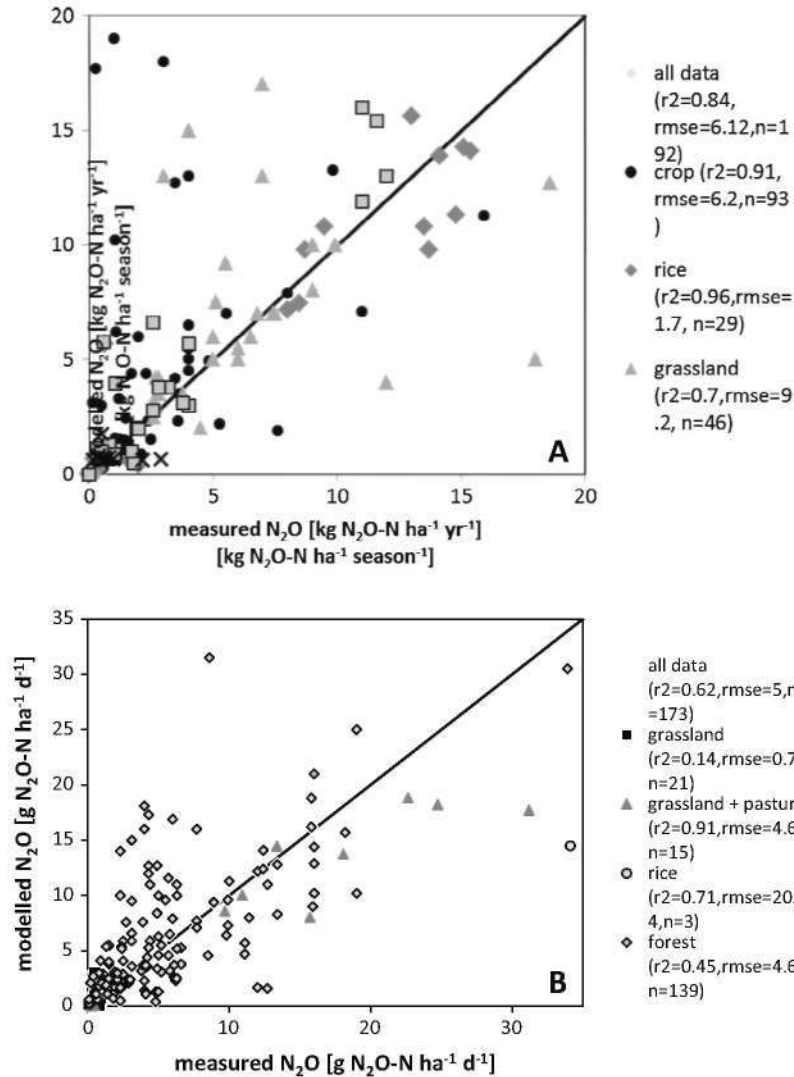 20
15
10
5
0
modelled N₂O [kg N₂O-N ha⁻¹ yr⁻¹]
[kg N₂O-N ha⁻¹ season⁻¹]
0 5 10 15 20
A
measured N₂O [kg N₂O-N ha⁻¹ yr⁻¹]
[kg N₂O-N ha⁻¹ season⁻¹]
all data
(r2=0.84,
rmse=6.12,n=1
92)
crop (r2=0.91,
rmse=6.2,n=93
)
rice
(r2=0.96,rmse=
1.7, n=29)
grassland
(r2=0.7,rmse=9
.2, n=46)
35
30
25
20
15
10
5
0
modelled N₂O [g N₂O-N ha⁻¹ d⁻¹]
0 10 20 30
B
measured N₂O [g N₂O-N ha⁻¹ d⁻¹]
all data
(r2=0.62,rmse=5,n
=173)
grassland
(r2=0.14,rmse=0.7
n=21)
grassland + pastur
(r2=0.91,rmse=4.6
n=15)
rice
(r2=0.71,rmse=20.
4,n=3)
forest
(r2=0.45,rmse=4.6
n=139)